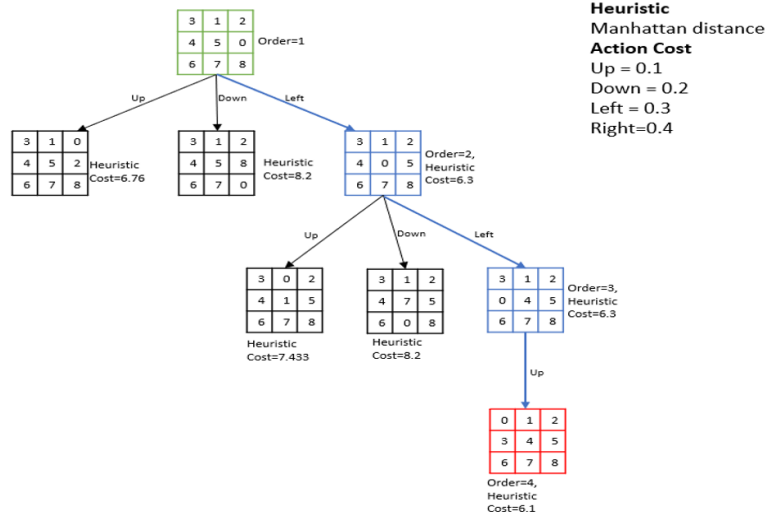 Heuristic
Manhattan distance
Action Cost
Up = 0.1
Down = 0.2
Left = 0.3
Right=0.4
3 1 2
4 5 0
6 7 8
Order=1
Up
Down
Left
3 1 0
4 5 2
6 7 8
Heuristic
Cost=6.76
3 1 2
4 5 8
6 7 0
Heuristic
Cost=8.2
3 1 2
4 0 5
6 7 8
Order=2,
Heuristic
Cost=6.3
Up
Down
Left
3 0 2
4 1 5
6 7 8
Heuristic
Cost=7.433
3 1 2
4 7 5
6 0 8
Heuristic
Cost=8.2
3 1 2
0 4 5
6 7 8
Order=3,
Heuristic
Cost=6.3
Up
0 1 2
3 4 5
6 7 8
Order=4,
Heuristic
Cost=6.1